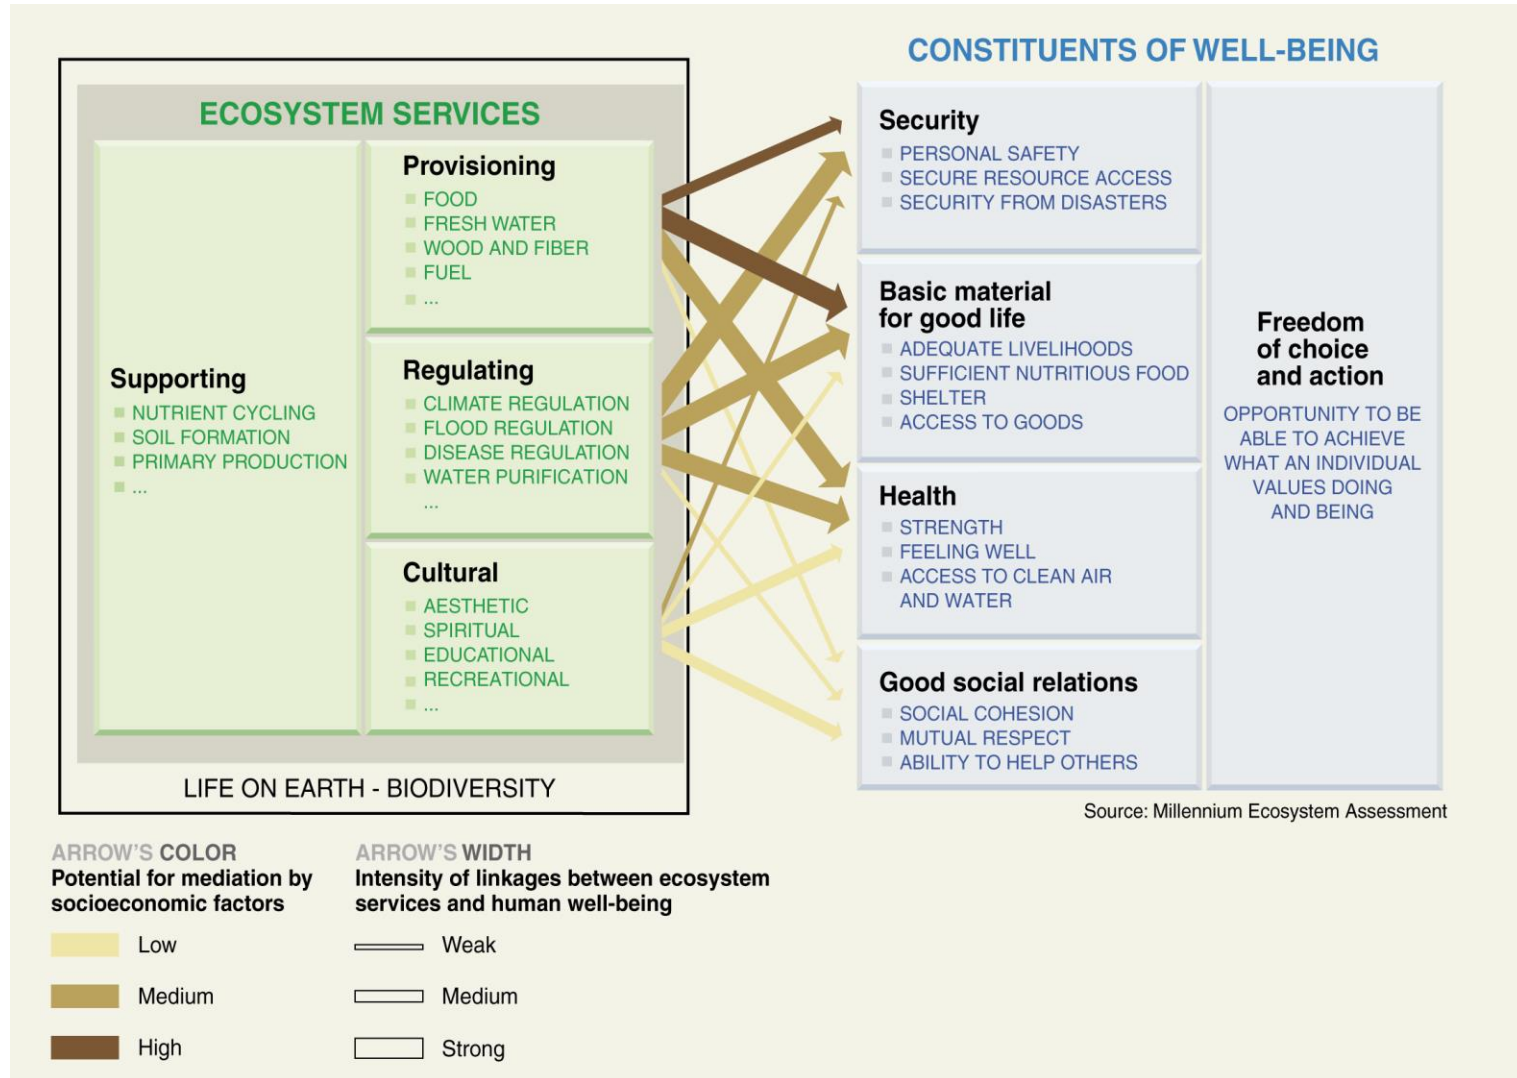 CONSTITUENTS OF WELL-BEING
ECOSYSTEM SERVICES
Supporting
NUTRIENT CYCLING
SOIL FORMATION
PRIMARY PRODUCTION
...
Provisioning
FOOD
FRESH WATER
WOOD AND FIBER
FUEL
...
Regulating
CLIMATE REGULATION
FLOOD REGULATION
DISEASE REGULATION
WATER PURIFICATION
...
Cultural
AESTHETIC
SPIRITUAL
EDUCATIONAL
RECREATIONAL
...
LIFE ON EARTH - BIODIVERSITY
Security
PERSONAL SAFETY
SECURE RESOURCE ACCESS
SECURITY FROM DISASTERS
Basic material
for good life
ADEQUATE LIVELIHOODS
SUFFICIENT NUTRITIOUS FOOD
SHELTER
ACCESS TO GOODS
Health
STRENGTH
FEELING WELL
ACCESS TO CLEAN AIR
AND WATER
Good social relations
SOCIAL COHESION
MUTUAL RESPECT
ABILITY TO HELP OTHERS
Freedom
of choice
and action
OPPORTUNITY TO BE
ABLE TO ACHIEVE
WHAT AN INDIVIDUAL
VALUES DOING
AND BEING
Source: Millennium Ecosystem Assessment
ARROW'S COLOR
Potential for mediation by
socioeconomic factors
Low
Medium
High
ARROW'S WIDTH
Intensity of linkages between ecosystem
services and human well-being
Weak
Medium
Strong